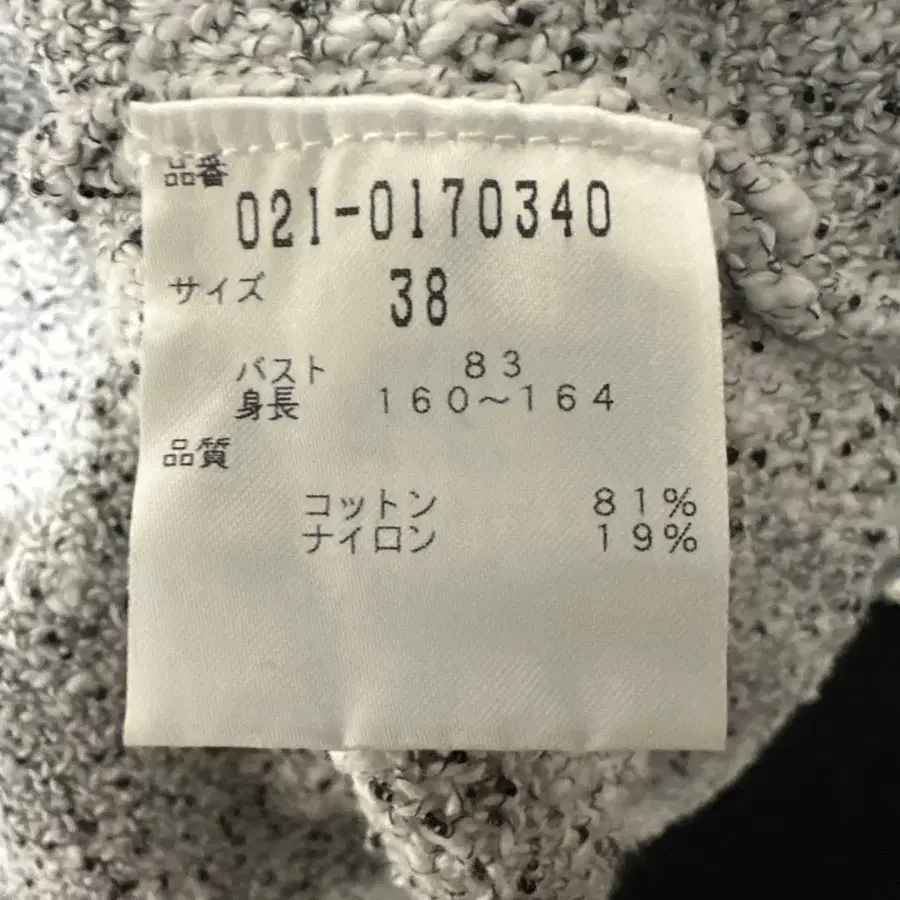 品番
021-0170340
サイズ 38
バスト 83
身長 160～164
品質
コットン 81%
ナイロン 19%